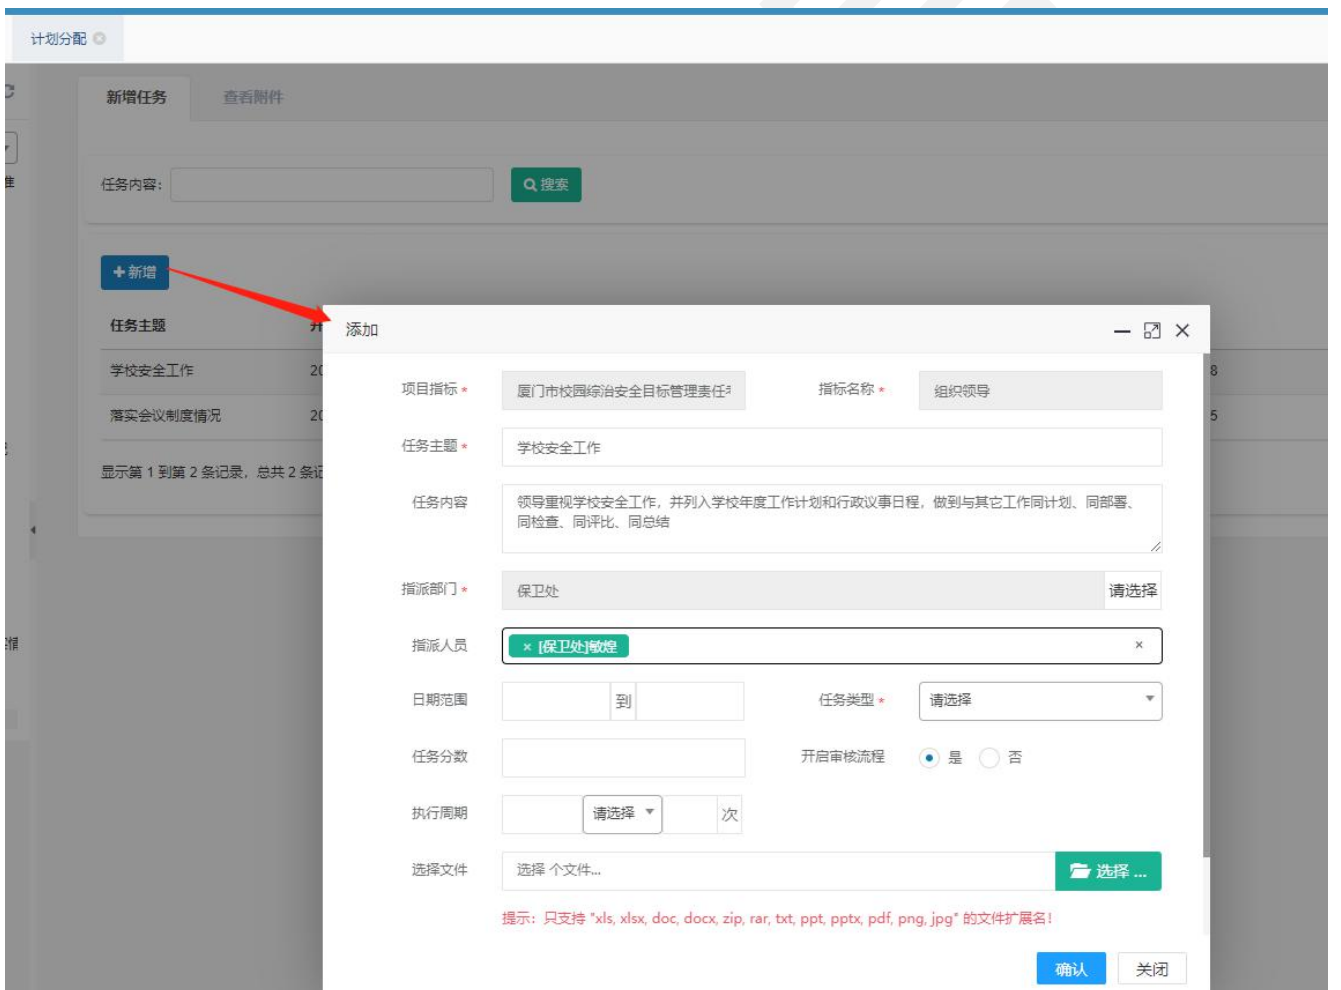 计划分配
新增任务 查看附件
任务内容: 搜索
新增
任务主题
添加
学校安全工作 20 8
落实会议制度情况 20 5
显示第 1 到第 2 条记录，总共 2 条记
项目指标 * 厦门市校园综治安全目标管理责任 指标名称 * 组织领导
任务主题 * 学校安全工作
任务内容 领导重视学校安全工作，并列入学校年度工作计划和行政议事日程，做到与其它工作同计划、同部署、
同检查、同评比、同总结
指派部门 * 保卫处 请选择
指派人员 × [保卫处]敏煌 ×
日期范围 到 任务类型 * 请选择
任务分数 开启审核流程 是 否
执行周期 请选择 次
选择文件 选择 个文件... 选择 ...
提示：只支持 "xls, xlsx, doc, docx, zip, rar, txt, ppt, pptx, pdf, png, jpg" 的文件扩展名！
确认 关闭